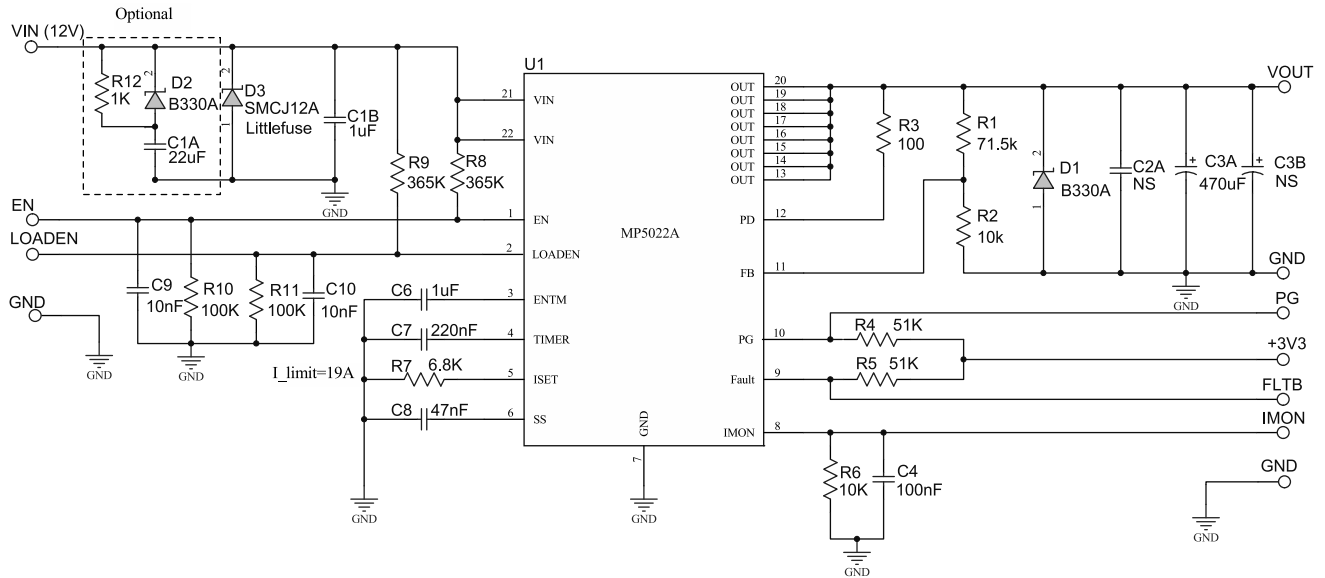 Optional
VIN (12V)
R12
1K
2
D2
B330A
C1A
22uF
2
D3
SMCJ12A
Littlefuse
1
C1B
1uF
GND
R9
365K
R8
365K
U1
21
VIN
22
VIN
1
EN
2
LOADEN
3
ENTM
4
TIMER
5
ISET
6
SS
MP5022A
GND
7
GND
OUT
20
OUT
19
OUT
18
OUT
17
OUT
16
OUT
15
OUT
14
OUT
13
PD
12
FB
11
PG
10
Fault
9
IMON
8
EN
LOADEN
GND
GND
C9
10nF
R10
100K
R11
100K
C10
10nF
GND
C6
1uF
C7
220nF
I_limit=19A
R7
6.8K
C8
47nF
GND
R3
100
R1
71.5k
R2
10k
2
D1
B330A
1
C2A
NS
C3A
470uF
C3B
NS
VOUT
GND
GND
PG
R4
51K
+3V3
R5
51K
FLTB
IMON
R6
10K
C4
100nF
GND
GND
GND